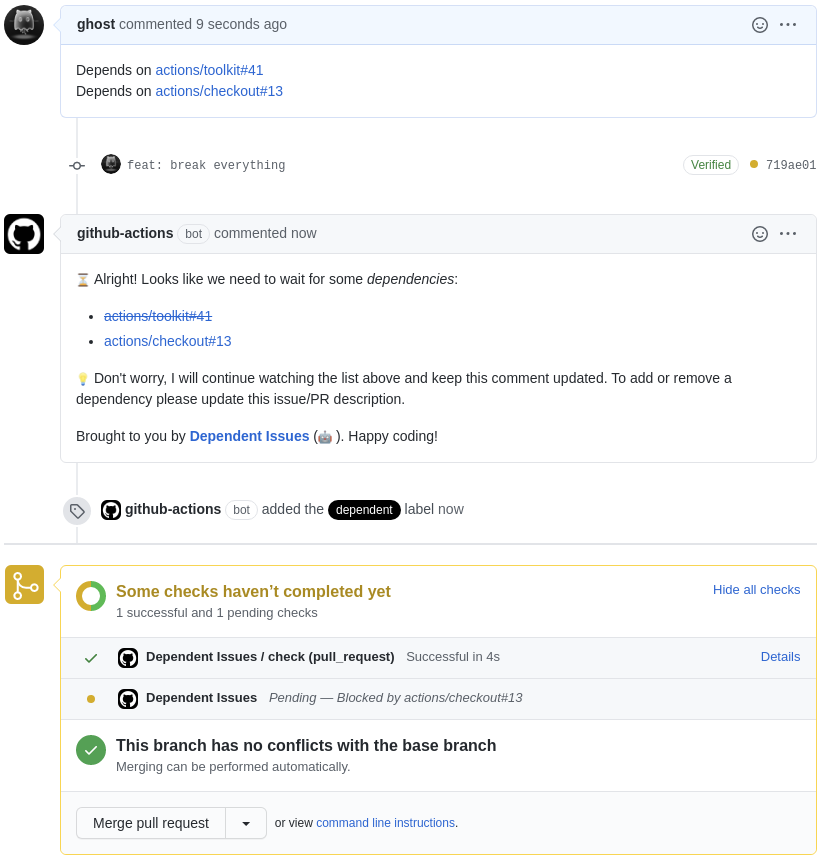 ghost commented 9 seconds ago
Depends on actions/toolkit#41
Depends on actions/checkout#13
feat: break everything Verified 719ae01
github-actions bot commented now
⏳ Alright! Looks like we need to wait for some dependencies:
• actions/toolkit#41
• actions/checkout#13
💡 Don't worry, I will continue watching the list above and keep this comment updated. To add or remove a
dependency please update this issue/PR description.
Brought to you by Dependent Issues (🤖 ). Happy coding!
github-actions bot added the dependent label now
Some checks haven’t completed yet Hide all checks
1 successful and 1 pending checks
Dependent Issues / check (pull_request) Successful in 4s Details
Dependent Issues Pending — Blocked by actions/checkout#13
This branch has no conflicts with the base branch
Merging can be performed automatically.
Merge pull request or view command line instructions.